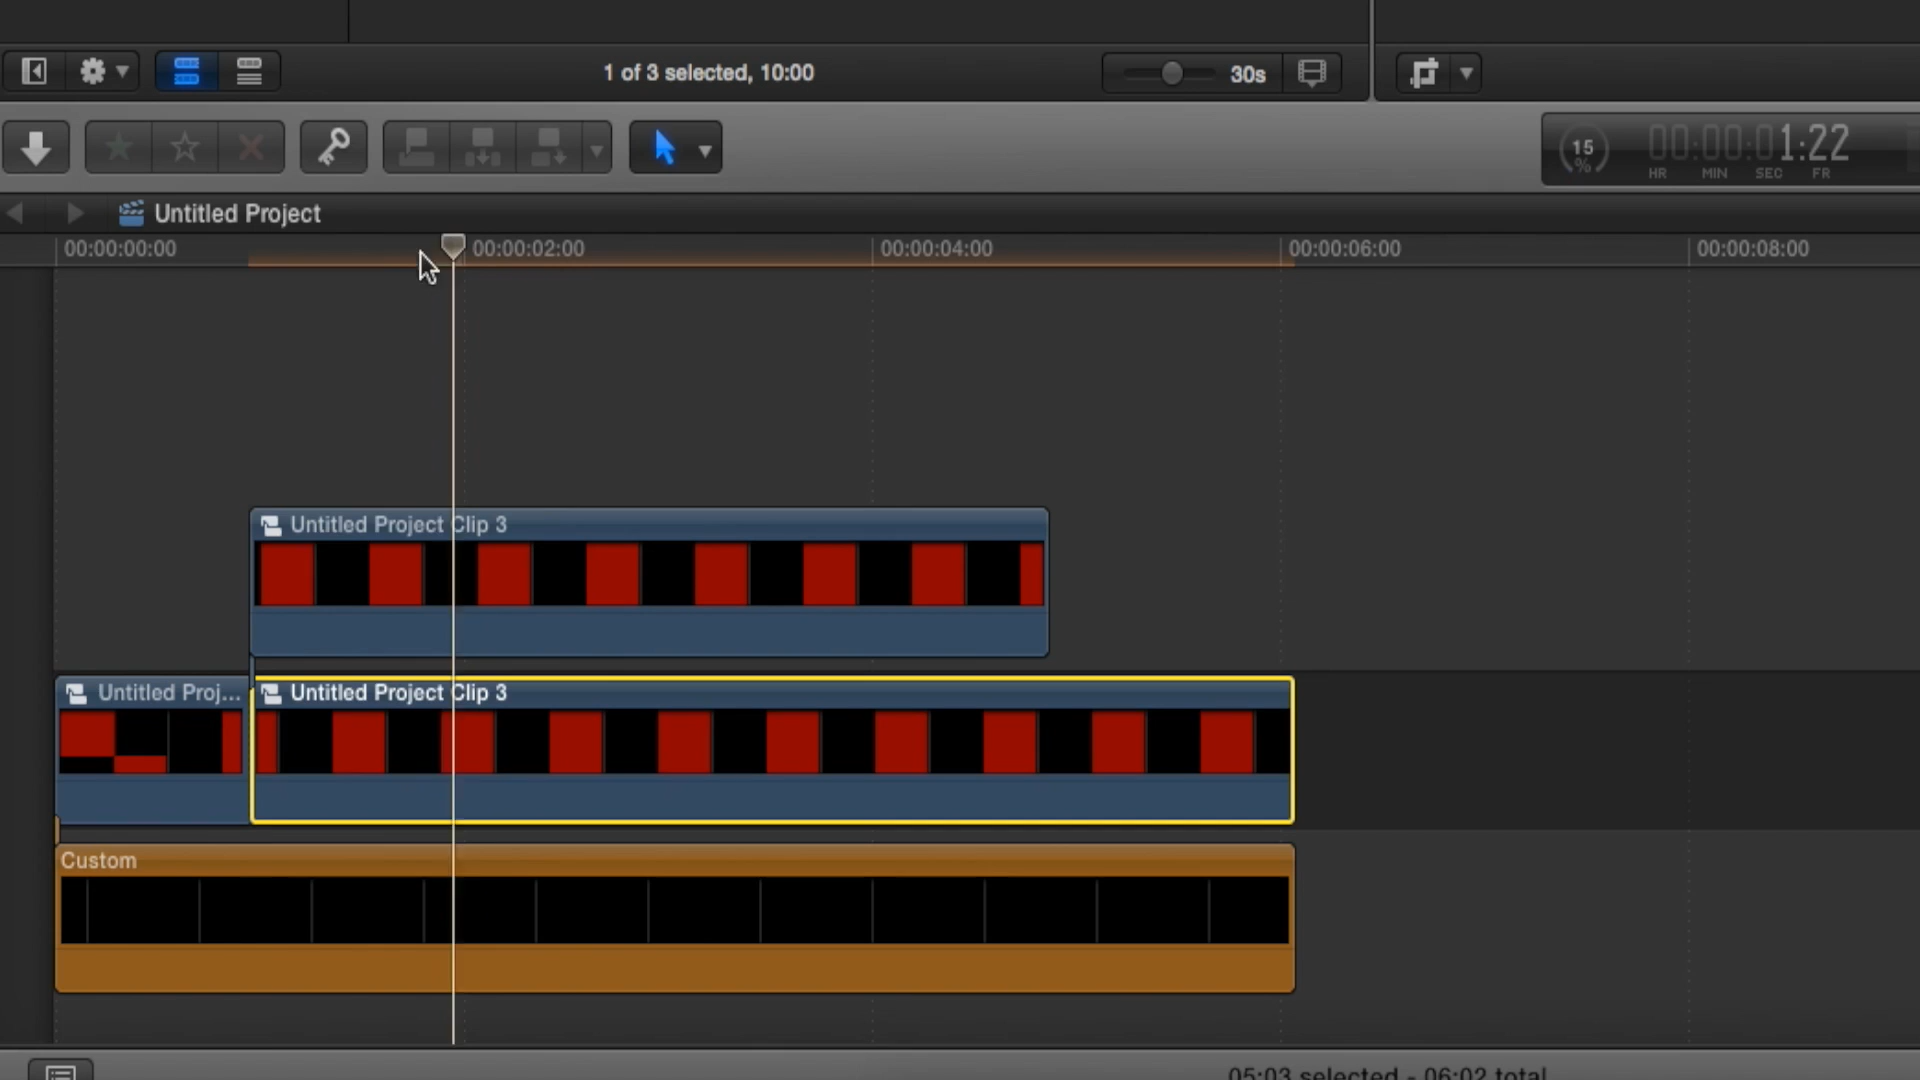 1 of 3 selected, 10:00
30s
15
%
00:00:01:22
HR MIN SEC FR
Untitled Project
00:00:00:00
00:00:02:00
00:00:04:00
00:00:06:00
00:00:08:00
Untitled Project Clip 3
Untitled Proj...
Untitled Project Clip 3
Custom
05:03 selected - 06:02 total